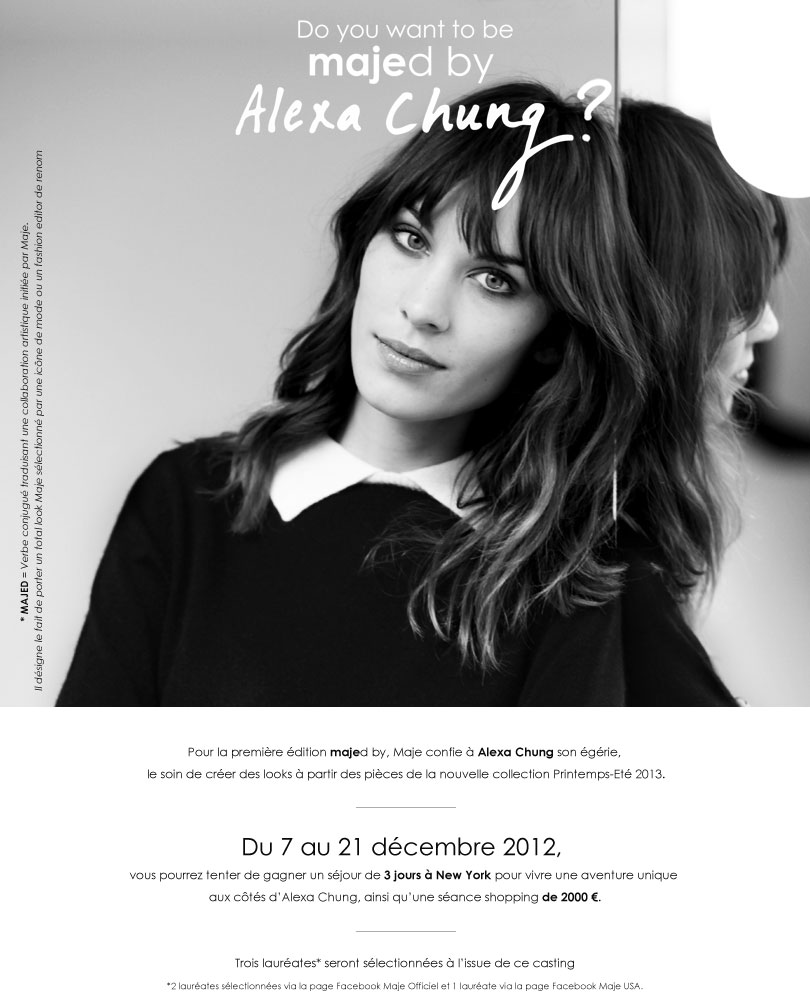 Do you want to be
majed by
Alexa Chung ?
* MAJED = Verbe conjugué traduisant une collaboration artistique initiée par Maje.
Il désigne le fait de porter un total look Maje sélectionné par une icône de mode ou un fashion editor de renom
Pour la première édition majed by, Maje confie à Alexa Chung son égérie,
le soin de créer des looks à partir des pièces de la nouvelle collection Printemps-Eté 2013.
Du 7 au 21 décembre 2012,
vous pourrez tenter de gagner un séjour de 3 jours à New York pour vivre une aventure unique
aux côtés d'Alexa Chung, ainsi qu'une séance shopping de 2000 €.
Trois lauréates* seront sélectionnées à l'issue de ce casting
*2 lauréates sélectionnées via la page Facebook Maje Officiel et 1 lauréate via la page Facebook Maje USA.